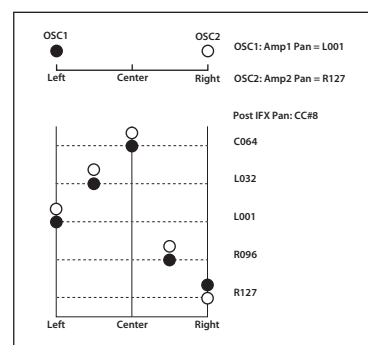 OSC1 OSC2
OSC1: Amp1 Pan = L001
Left Center Right
OSC2: Amp2 Pan = R127
Post IFX Pan: CC#8
C064
L032
L001
R096
R127
Left Center Right